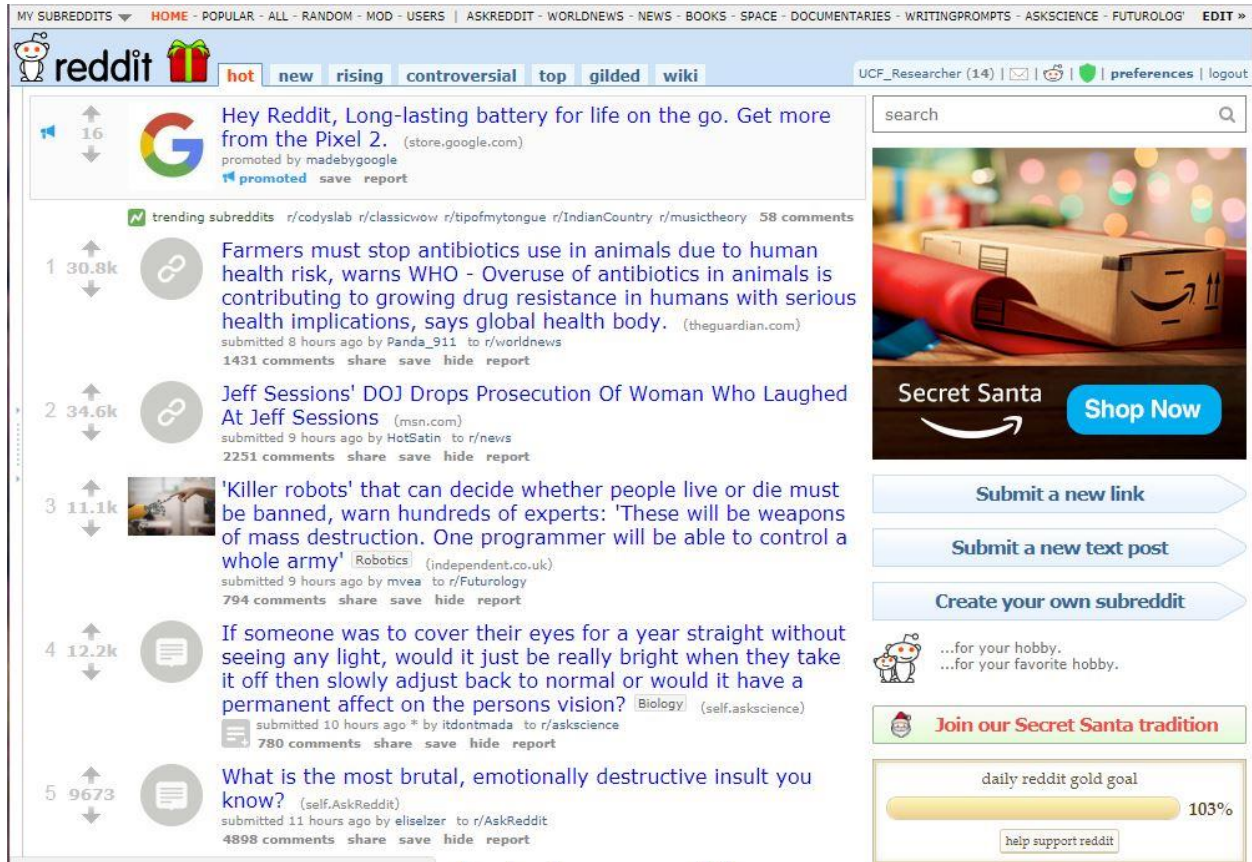 MY SUBREDDITS HOME - POPULAR - ALL - RANDOM - MOD - USERS | ASKREDDIT - WORLDNEWS - NEWS - BOOKS - SPACE - DOCUMENTARIES - WRITINGPROMPTS - ASKSCIENCE - FUTUROLOG EDIT »
reddit hot new rising controversial top gilded wiki
UCF_Researcher (14) | | | | preferences | logout
16
Hey Reddit, Long-lasting battery for life on the go. Get more
from the Pixel 2. (store.google.com)
promoted by madebygoogle
promoted save report
trending subreddits r/codyslab r/classicwow r/tipofmytongue r/IndianCountry r/musictheory 58 comments
1 30.8k
Farmers must stop antibiotics use in animals due to human
health risk, warns WHO - Overuse of antibiotics in animals is
contributing to growing drug resistance in humans with serious
health implications, says global health body. (theguardian.com)
submitted 8 hours ago by Panda_911 to r/worldnews
1431 comments share save hide report
2 34.6k
Jeff Sessions' DOJ Drops Prosecution Of Woman Who Laughed
At Jeff Sessions (msn.com)
submitted 9 hours ago by HotSatin to r/news
2251 comments share save hide report
3 11.1k
'Killer robots' that can decide whether people live or die must
be banned, warn hundreds of experts: 'These will be weapons
of mass destruction. One programmer will be able to control a
whole army' Robotics (independent.co.uk)
submitted 9 hours ago by mvea to r/Futurology
794 comments share save hide report
4 12.2k
If someone was to cover their eyes for a year straight without
seeing any light, would it just be really bright when they take
it off then slowly adjust back to normal or would it have a
permanent affect on the persons vision? Biology (self.askscience)
submitted 10 hours ago * by itdontmada to r/askscience
780 comments share save hide report
5 9673
What is the most brutal, emotionally destructive insult you
know? (self.AskReddit)
submitted 11 hours ago by eliselzer to r/AskReddit
4898 comments share save hide report
search
Secret Santa
Shop Now
Submit a new link
Submit a new text post
Create your own subreddit
...for your hobby.
...for your favorite hobby.
Join our Secret Santa tradition
daily reddit gold goal
103%
help support reddit